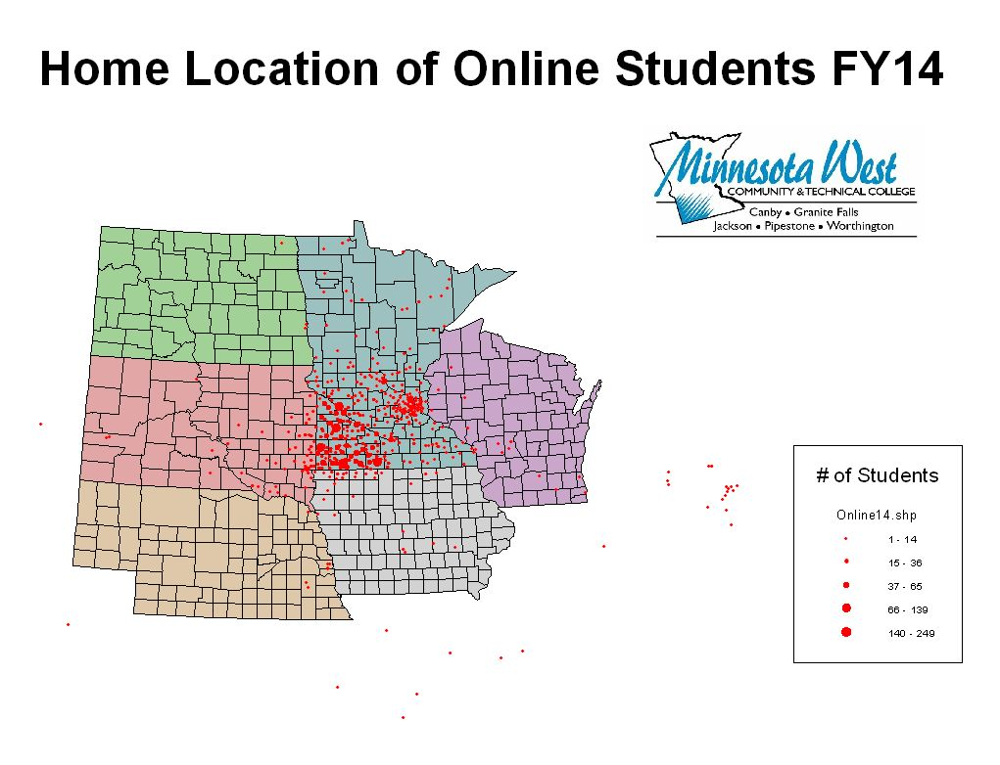 Home Location of Online Students FY14
Minnesota West
COMMUNITY & TECHNICAL COLLEGE
Canby • Granite Falls
Jackson • Pipestone • Worthington
# of Students
Online14.shp
1 - 14
15 - 36
37 - 65
66 - 139
140 - 249